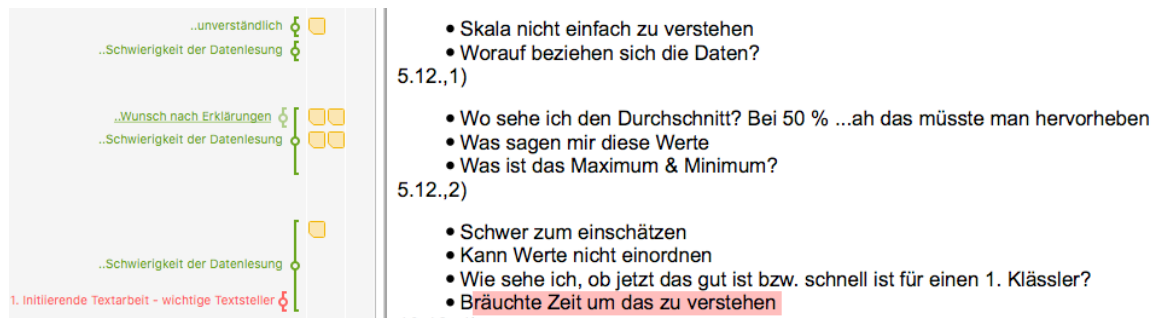 ..unverständlich
..Schwierigkeit der Datenlesung
..Wunsch nach Erklärungen
..Schwierigkeit der Datenlesung
..Schwierigkeit der Datenlesung
1. Initiierende Textarbeit - wichtige Textsteller
• Skala nicht einfach zu verstehen
• Worauf beziehen sich die Daten?
5.12.,1)
• Wo sehe ich den Durchschnitt? Bei 50 % ...ah das müsste man hervorheben
• Was sagen mir diese Werte
• Was ist das Maximum & Minimum?
5.12.,2)
• Schwer zum einschätzen
• Kann Werte nicht einordnen
• Wie sehe ich, ob jetzt das gut ist bzw. schnell ist für einen 1. Klässler?
• Bräuchte Zeit um das zu verstehen